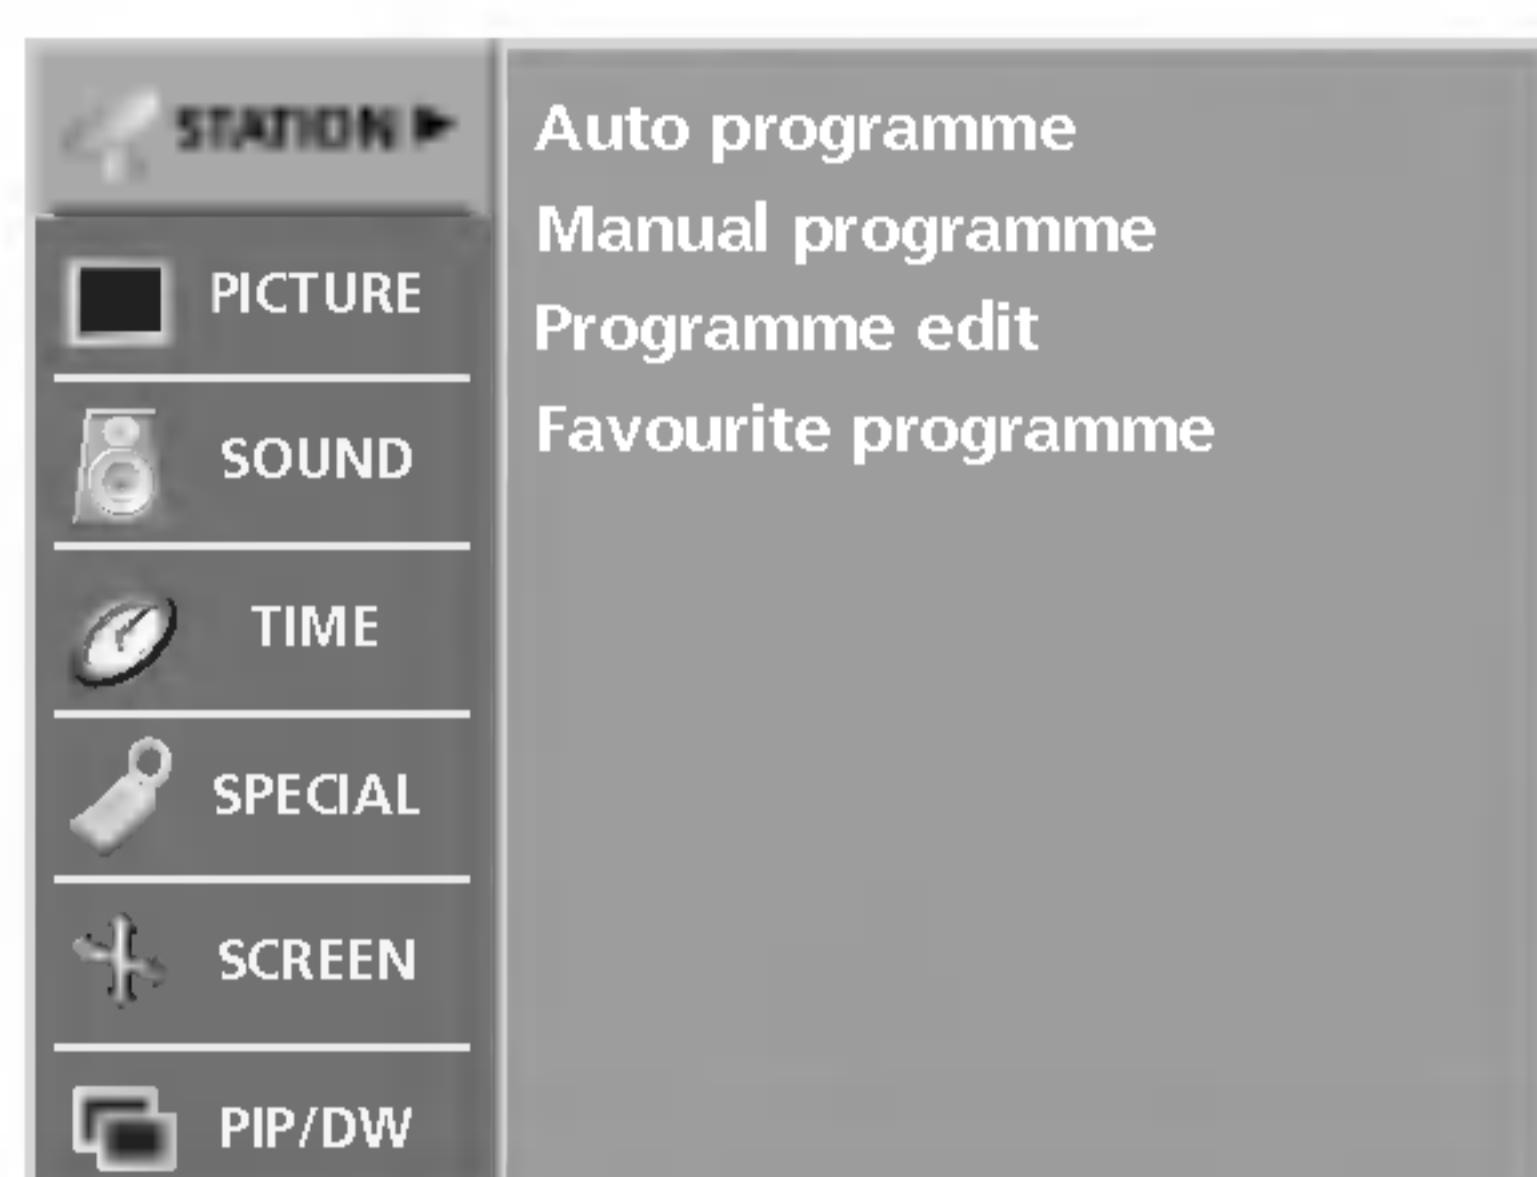 STATION ▶
PICTURE
SOUND
TIME
SPECIAL
SCREEN
PIP/DW
Auto programme
Manual programme
Programme edit
Favourite programme